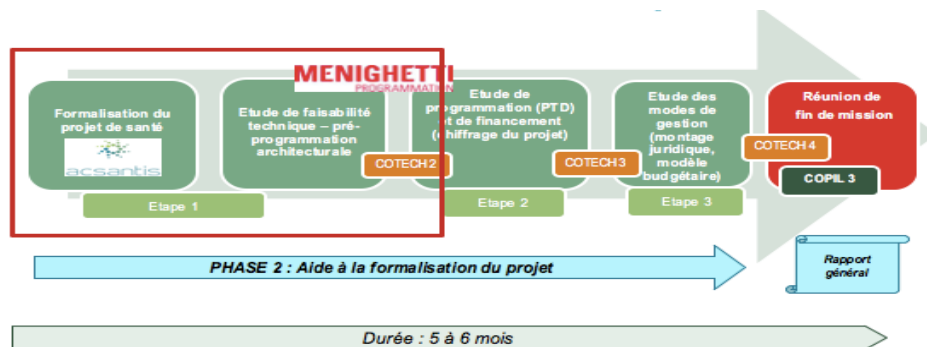 MENIGHETTI
PROGRAMMATION
Formalisation du
projet de santé
acsantis
Etape 1
Etude de faisabilité
technique – pré-
programmation
architecturale
COTECH 2
Etude de
programmation (PTD)
et de financement
(chiffrage du projet)
COTECH 3
Etape 2
Etude des
modes de
gestion
(montage
juridique,
modèle
budgétaire)
Etape 3
COTECH 4
Réunion de
fin de mission
COPIL 3
PHASE 2 : Aide à la formalisation du projet
Rapport
général
Durée : 5 à 6 mois